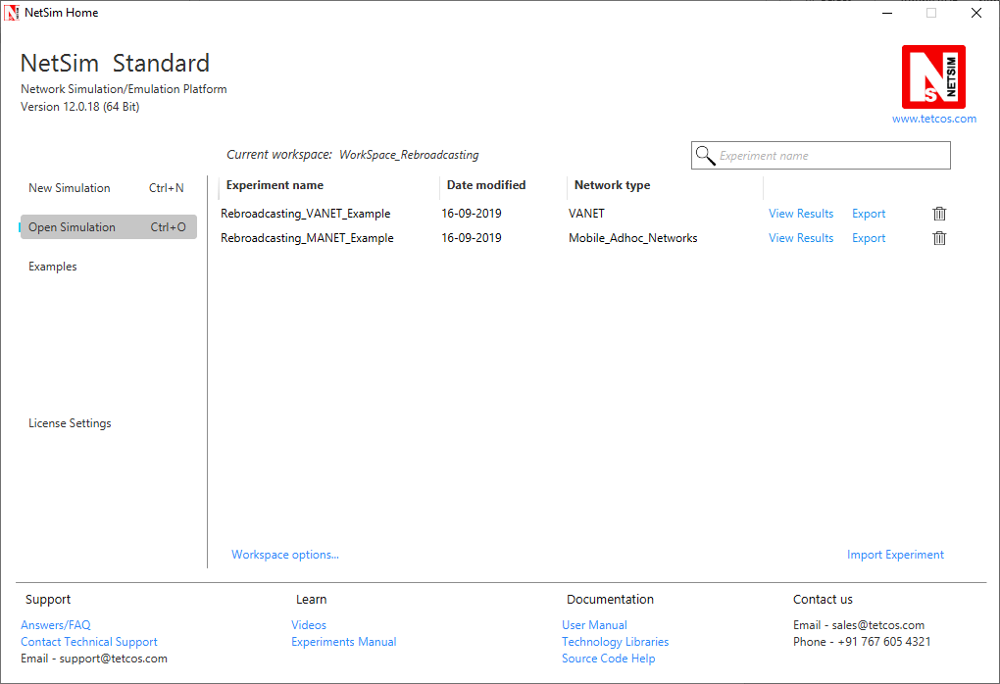 NetSim Home
NetSim Standard
Network Simulation/Emulation Platform
Version 12.0.18 (64 Bit)
NETSIM
Ns
www.tetcos.com
Current workspace: WorkSpace_Rebroadcasting
Experiment name
New Simulation Ctrl+N
Open Simulation Ctrl+O
Examples
License Settings
Experiment name Date modified Network type
Rebroadcasting_VANET_Example 16-09-2019 VANET View Results Export
Rebroadcasting_MANET_Example 16-09-2019 Mobile_Adhoc_Networks View Results Export
Workspace options... Import Experiment
Support
Answers/FAQ
Contact Technical Support
Email - support@tetcos.com
Learn
Videos
Experiments Manual
Documentation
User Manual
Technology Libraries
Source Code Help
Contact us
Email - sales@tetcos.com
Phone - +91 767 605 4321